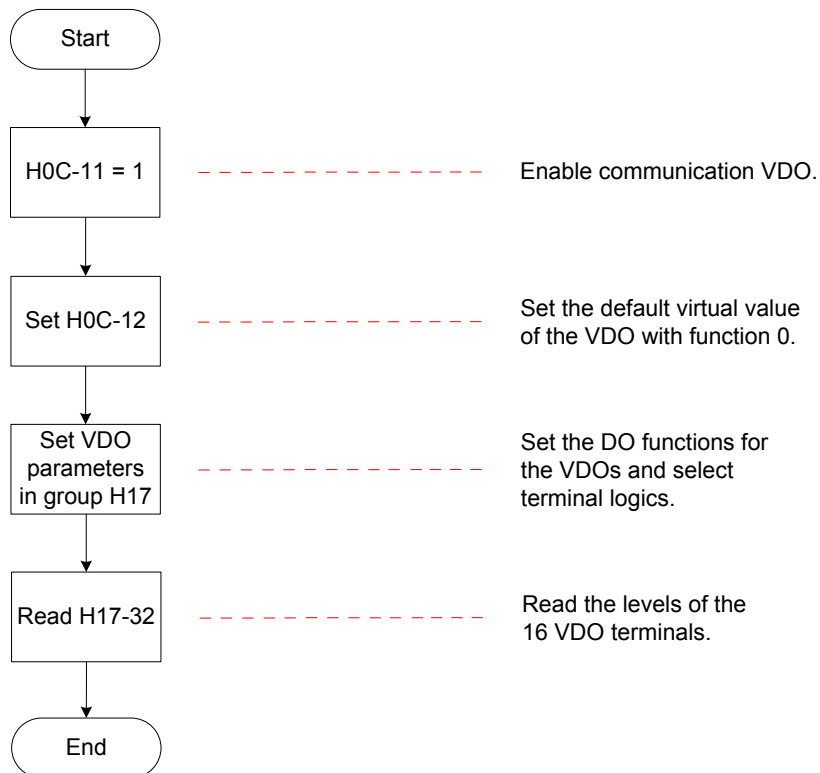 Start
H0C-11 = 1
Enable communication VDO.
Set H0C-12
Set the default virtual value
of the VDO with function 0.
Set VDO
parameters
in group H17
Set the DO functions for
the VDOs and select
terminal logics.
Read H17-32
Read the levels of the
16 VDO terminals.
End